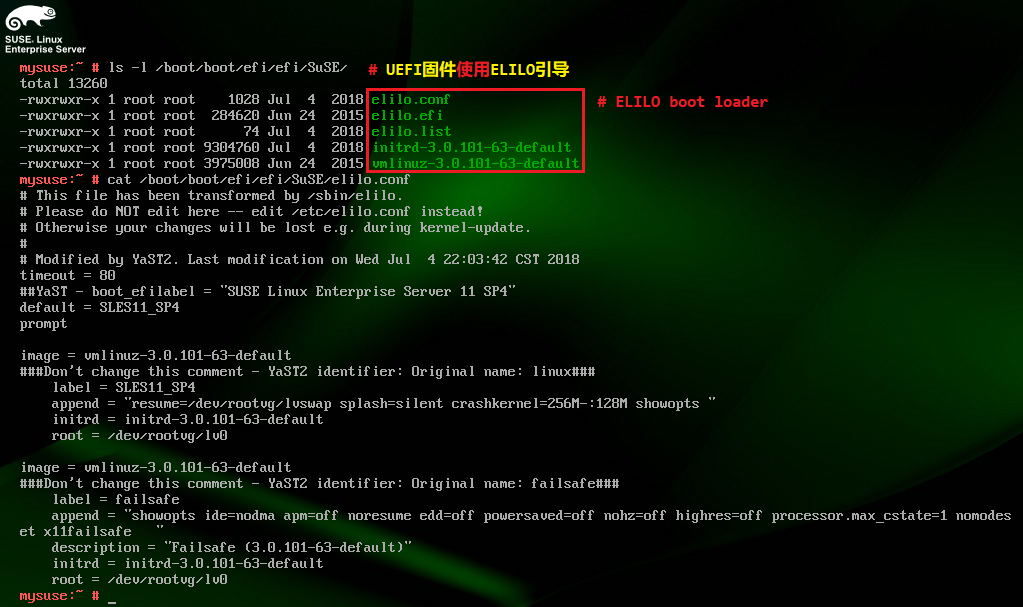 SUSE. Linux
Enterprise Server
mysuse:~ # ls -l /boot/boot/efi/efi/SuSE/ # UEFI固件使用ELILO引导
total 13260
-rwxrwxr-x 1 root root 1028 Jul 4 2018 elilo.conf # ELILO boot loader
-rwxrwxr-x 1 root root 284620 Jun 24 2015 elilo.efi
-rwxrwxr-x 1 root root 74 Jul 4 2018 elilo.list
-rwxrwxr-x 1 root root 9304760 Jul 4 2018 initrd-3.0.101-63-default
-rwxrwxr-x 1 root root 3975008 Jun 24 2015 vmlinuz-3.0.101-63-default
mysuse:~ # cat /boot/boot/efi/efi/SuSE/elilo.conf
# This file has been transformed by /sbin/elilo.
# Please do NOT edit here -- edit /etc/elilo.conf instead!
# Otherwise your changes will be lost e.g. during kernel-update.
#
# Modified by YaST2. Last modification on Wed Jul 4 22:03:42 CST 2018
timeout = 80
##YaST - boot_efilabel = "SUSE Linux Enterprise Server 11 SP4"
default = SLES11_SP4
prompt
image = vmlinuz-3.0.101-63-default
###Don't change this comment - YaST2 identifier: Original name: linux###
label = SLES11_SP4
append = "resume=/dev/rootvg/lvswap splash=silent crashkernel=256M-:128M showopts "
initrd = initrd-3.0.101-63-default
root = /dev/rootvg/lv0
image = vmlinuz-3.0.101-63-default
###Don't change this comment - YaST2 identifier: Original name: failsafe###
label = failsafe
append = "showopts ide=nodma apm=off noresume edd=off powersaved=off nohz=off highres=off processor.max_cstate=1 nomodes
et x11failsafe "
description = "Failsafe (3.0.101-63-default)"
initrd = initrd-3.0.101-63-default
root = /dev/rootvg/lv0
mysuse:~ # _